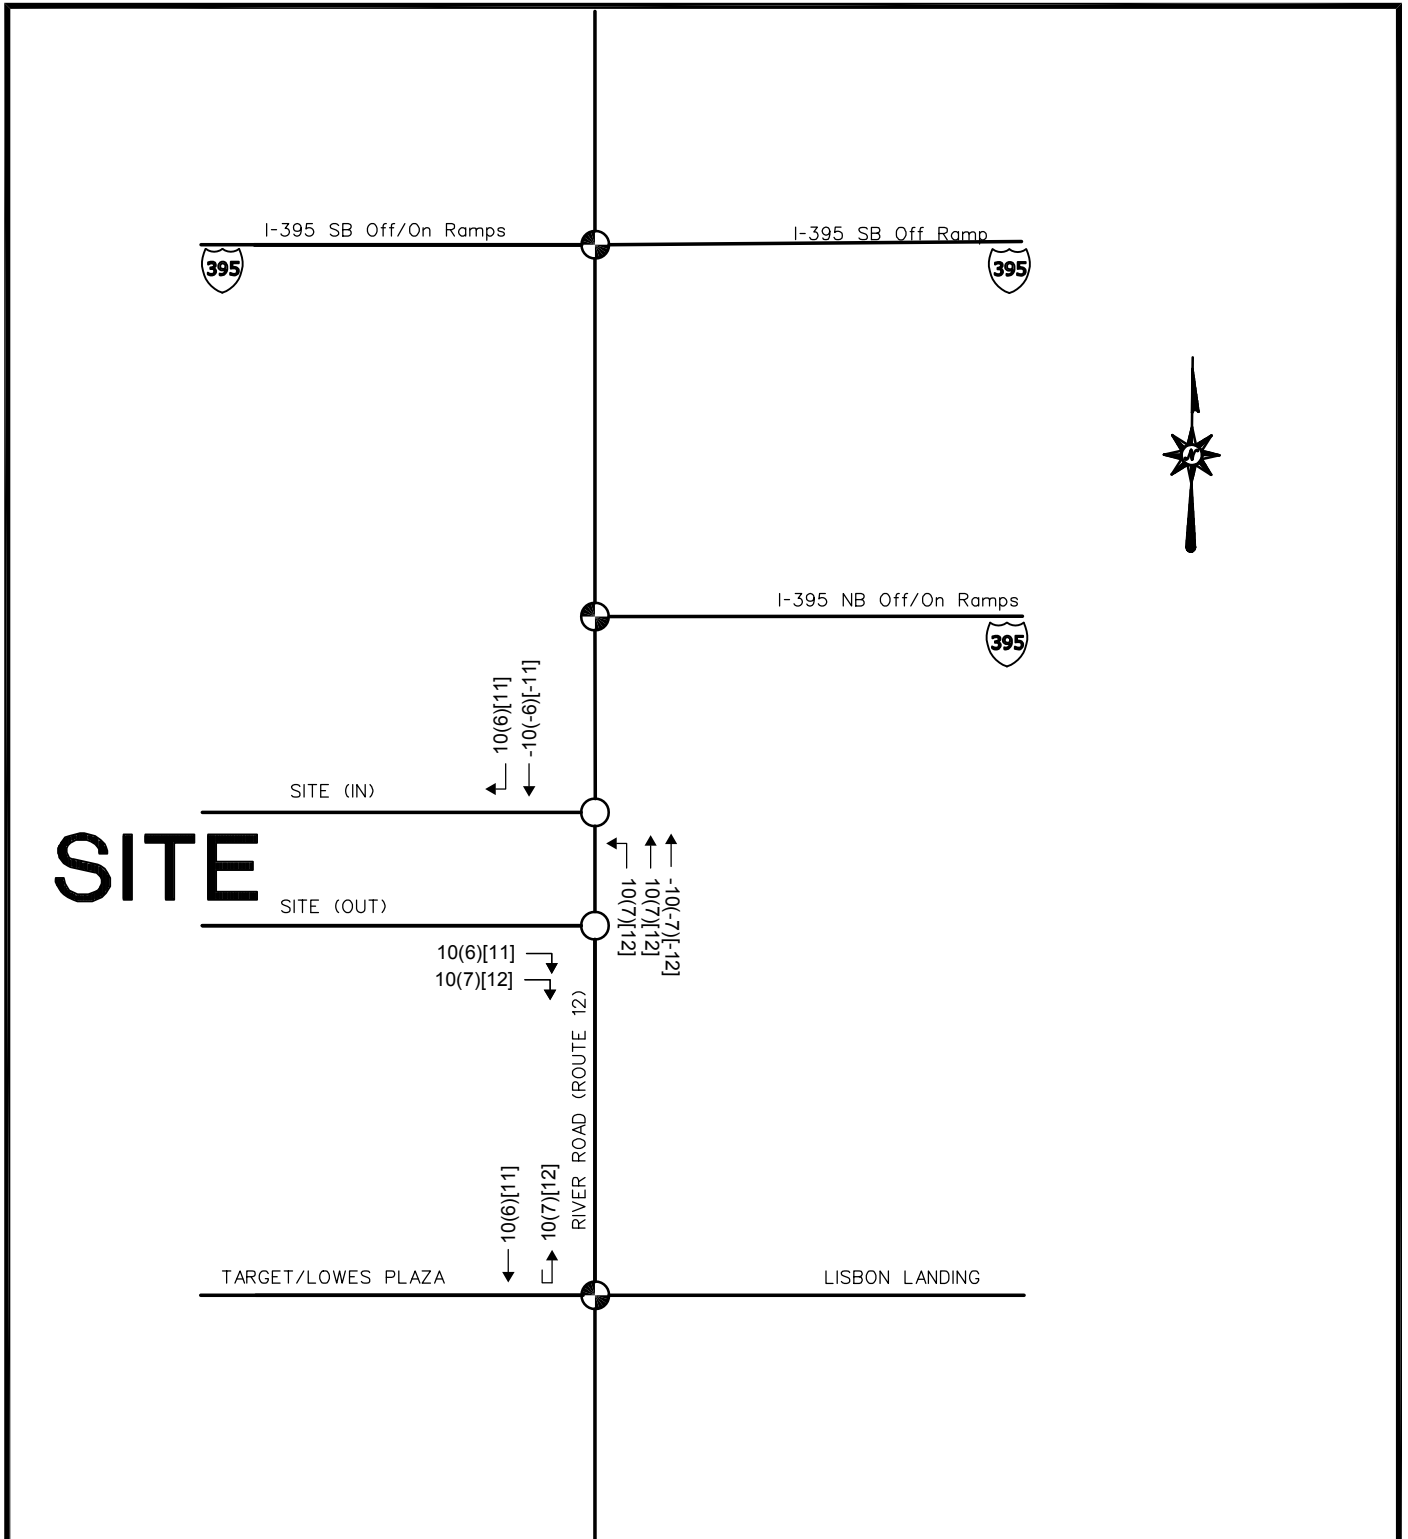 I-395 SB Off/On Ramps
I-395 SB Off Ramp
395
395
N
I-395 NB Off/On Ramps
395
10(6)[11]
-10(-6)[-11]
SITE (IN)
SITE
SITE (OUT)
10(7)[12]
10(7)[12]
-10(-7)[-12]
10(6)[11]
10(7)[12]
RIVER ROAD (ROUTE 12)
10(6)[11]
10(7)[12]
TARGET/LOWES PLAZA
LISBON LANDING